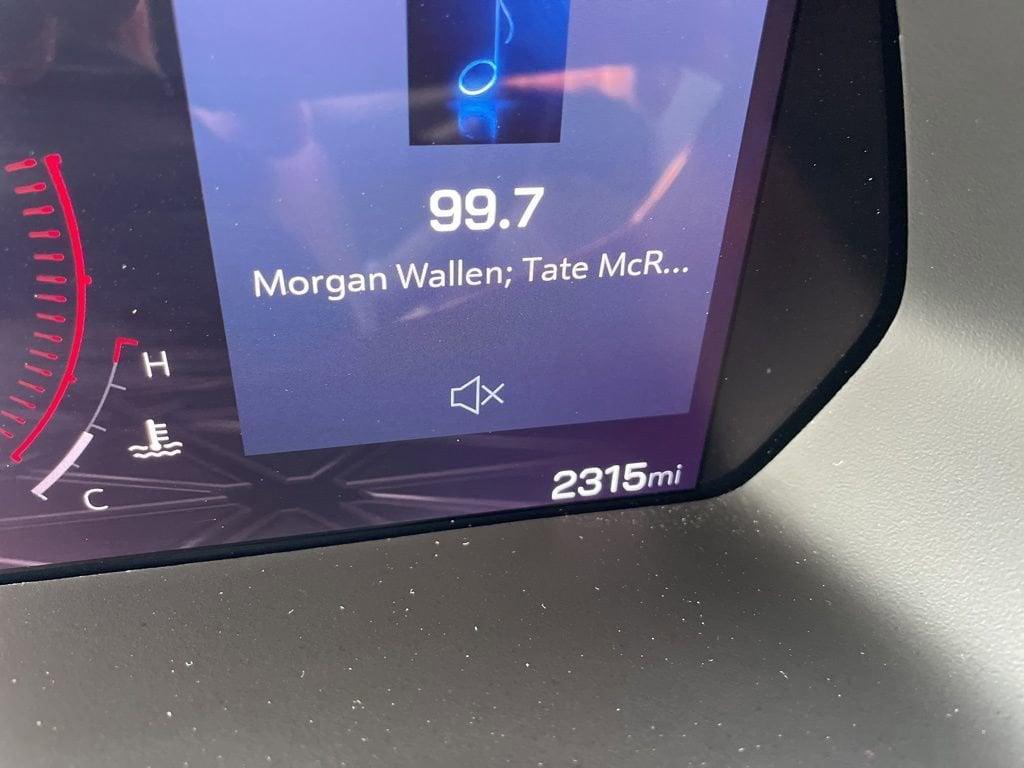 99.7
Morgan Wallen; Tate McR...
H
C
2315mi